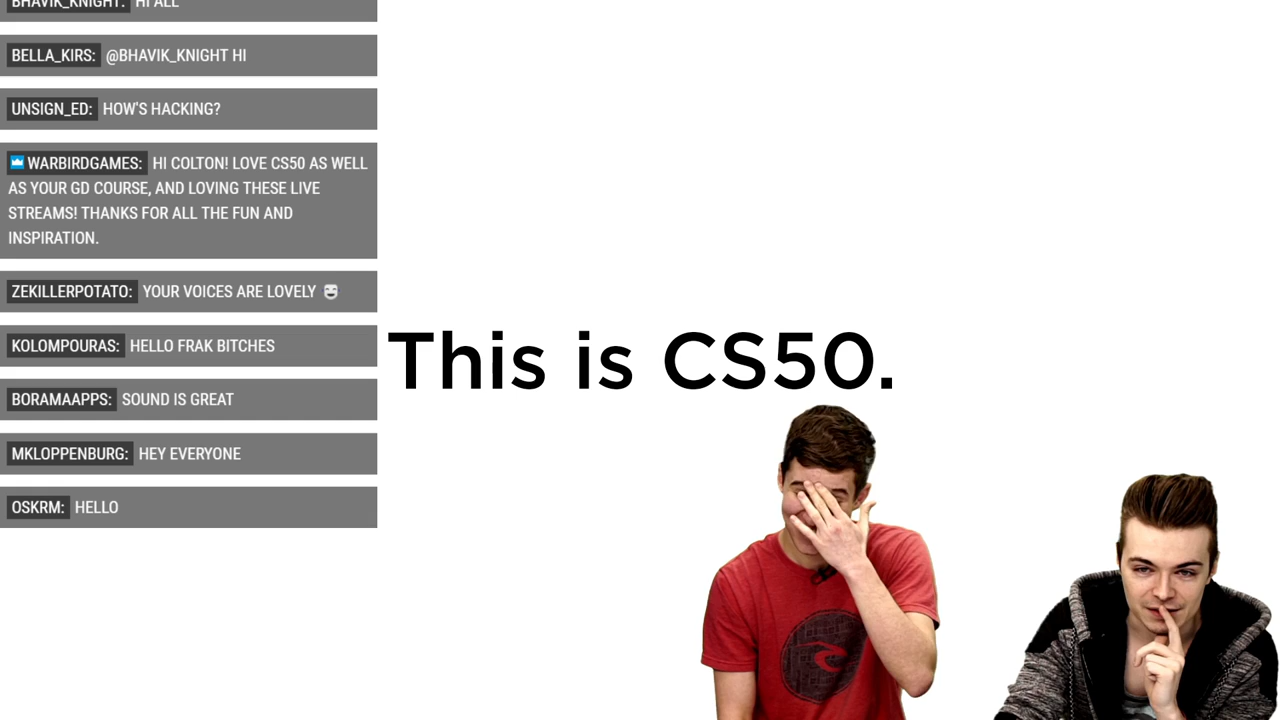 BHAVIK_KNIGHT: HI ALL
BELLA_KIRS: @BHAVIK_KNIGHT HI
UNSIGN_ED: HOW'S HACKING?
WARBIRDGAMES: HI COLTON! LOVE CS50 AS WELL
AS YOUR GD COURSE, AND LOVING THESE LIVE
STREAMS! THANKS FOR ALL THE FUN AND
INSPIRATION.
ZEKILLERPOTATO: YOUR VOICES ARE LOVELY
KOLOMPOURAS: HELLO FRAK BITCHES
BORAMAAPPS: SOUND IS GREAT
MKLOPPENBURG: HEY EVERYONE
OSKRM: HELLO
This is CS50.